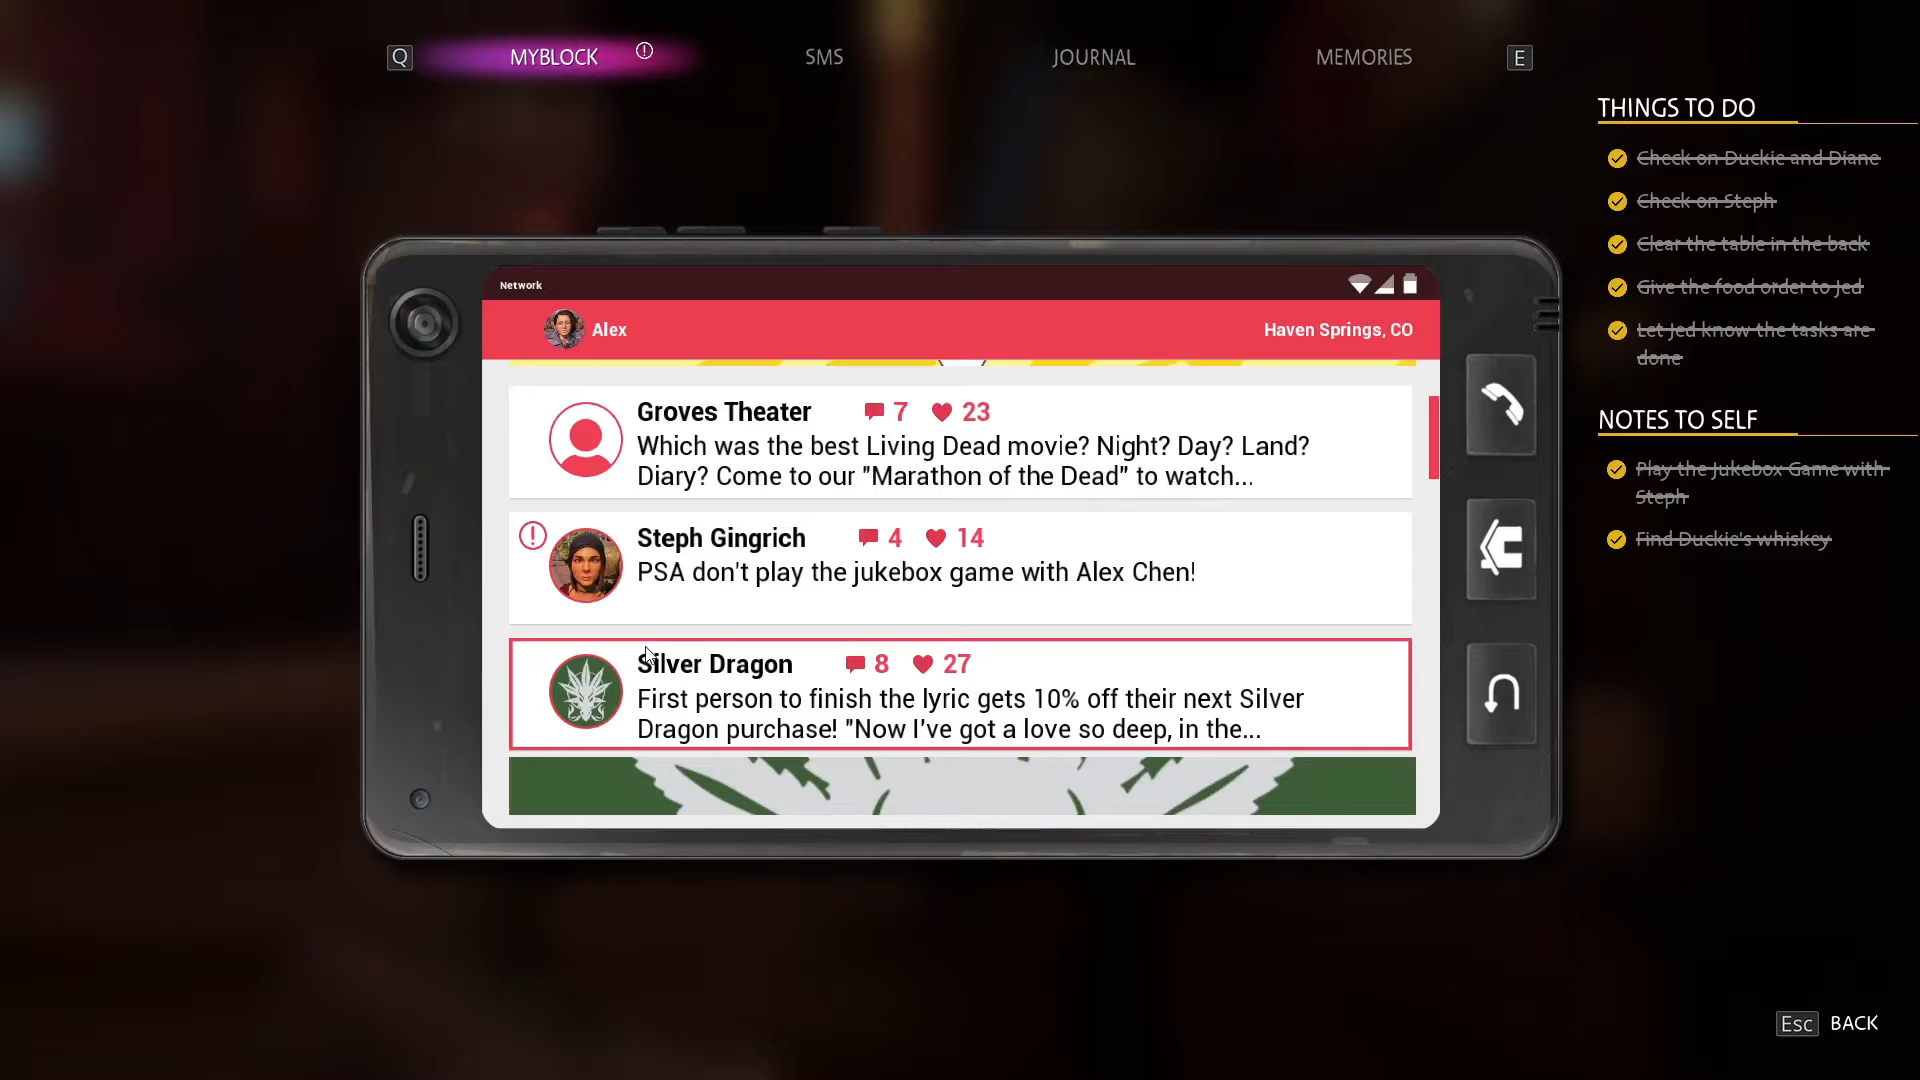 Q MYBLOCK SMS JOURNAL MEMORIES E
Network
Alex Haven Springs, CO
Groves Theater 7 23
Which was the best Living Dead movie? Night? Day? Land?
Diary? Come to our "Marathon of the Dead" to watch...
Steph Gingrich 4 14
PSA don't play the jukebox game with Alex Chen!
Silver Dragon 8 27
First person to finish the lyric gets 10% off their next Silver
Dragon purchase! "Now I've got a love so deep, in the...
THINGS TO DO
Check on Duckie and Diane
Check on Steph
Clear the table in the back
Give the food order to Jed
Let Jed know the tasks are
done
NOTES TO SELF
Play the Jukebox Game with
Steph
Find Duckie's whiskey
Esc BACK